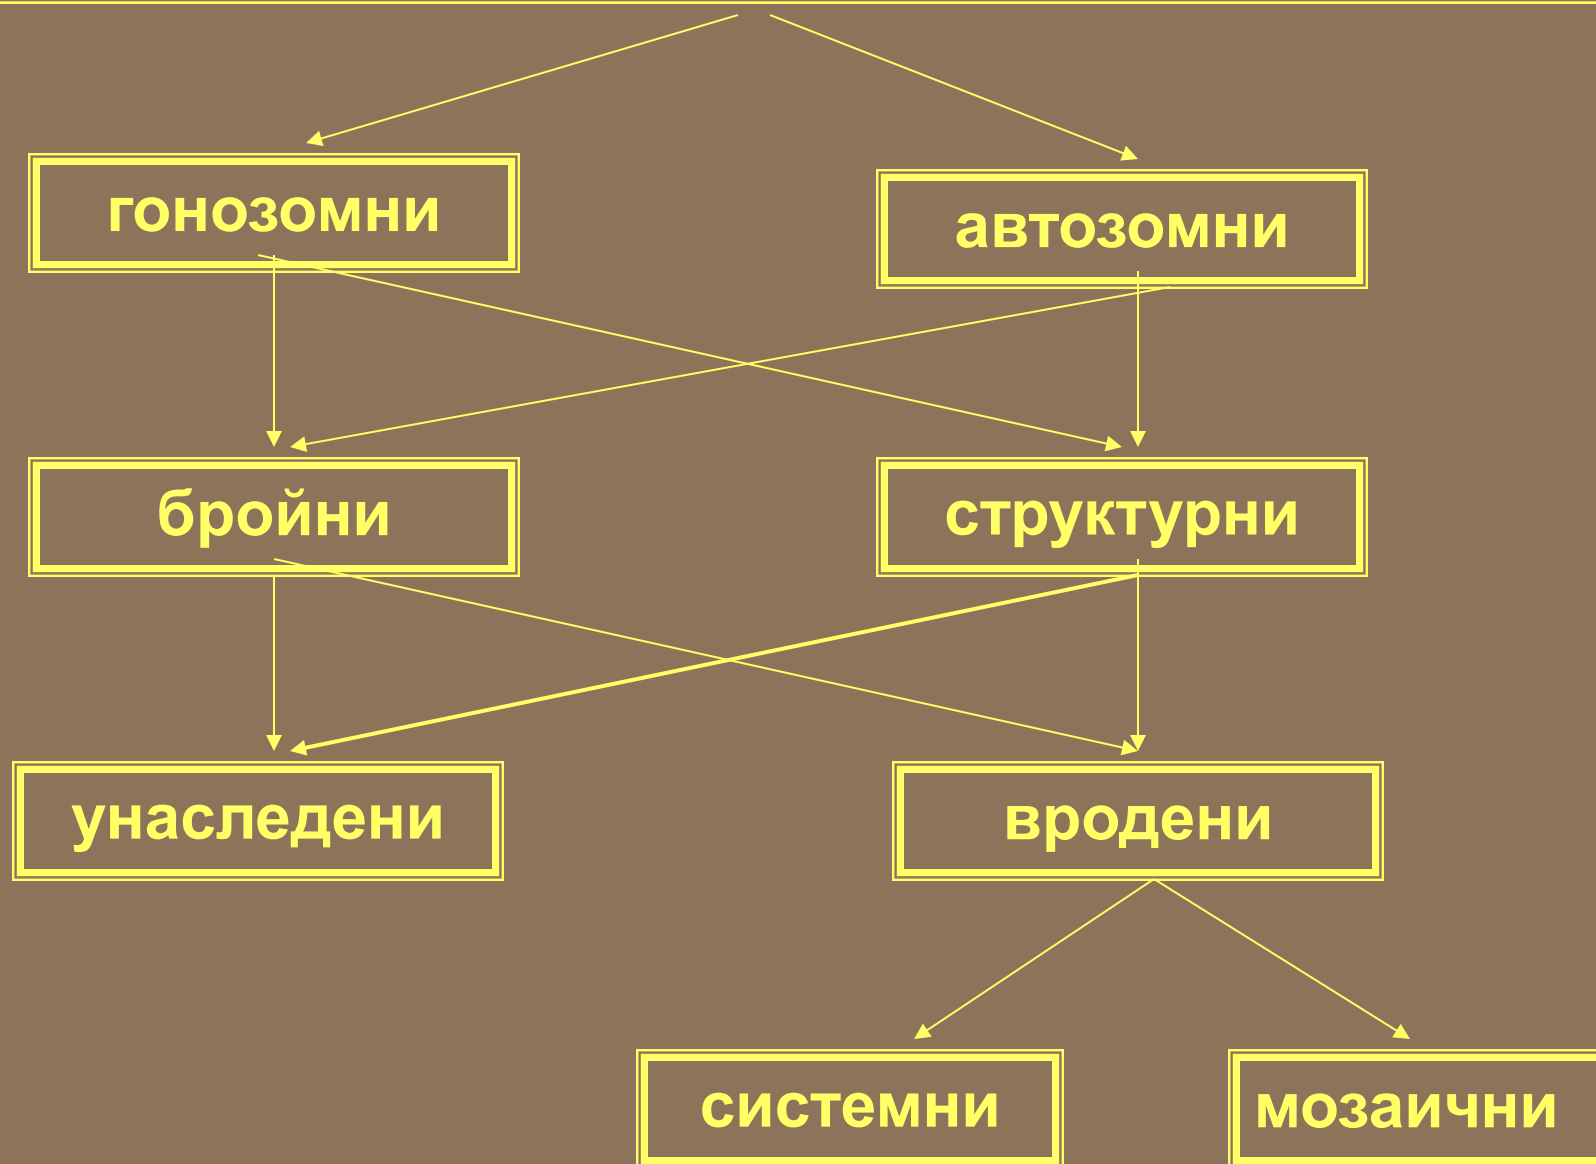 гонозомни
автозомни
бройни
структурни
унаследени
вродени
системни
мозаични